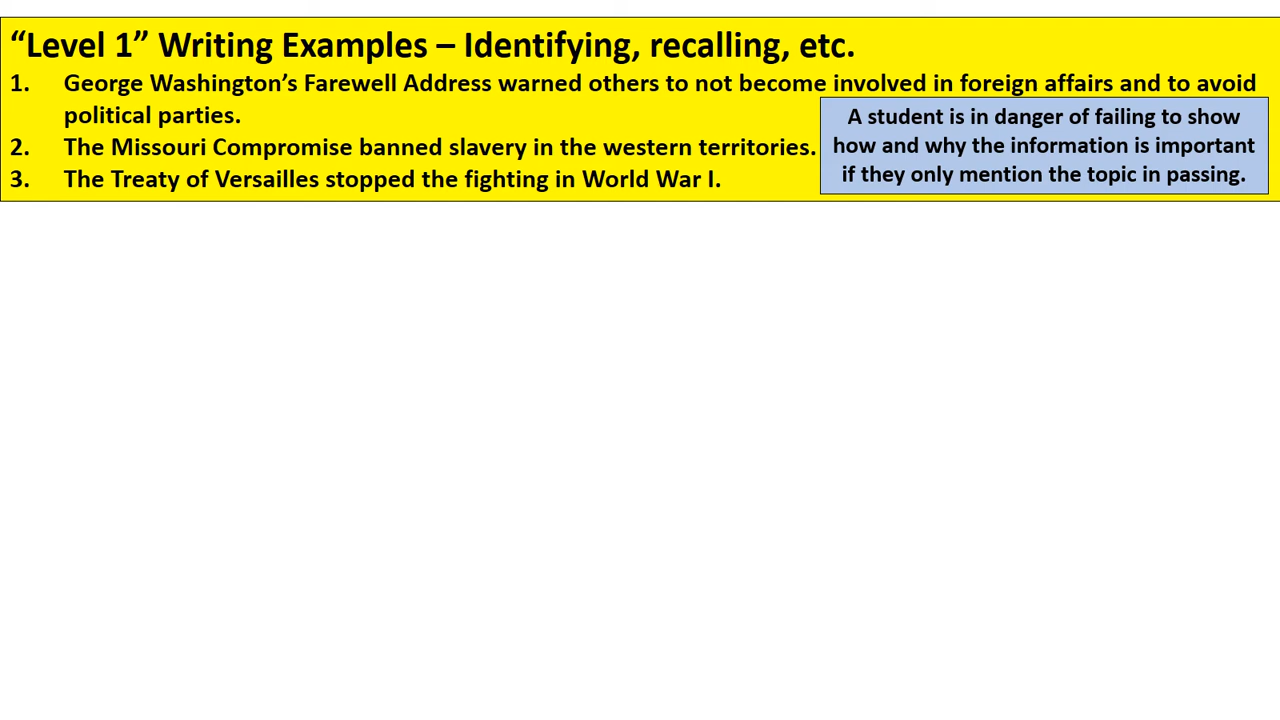 “Level 1” Writing Examples – Identifying, recalling, etc.
1. George Washington’s Farewell Address warned others to not become involved in foreign affairs and to avoid
political parties.
2. The Missouri Compromise banned slavery in the western territories.
3. The Treaty of Versailles stopped the fighting in World War I.
A student is in danger of failing to show
how and why the information is important
if they only mention the topic in passing.